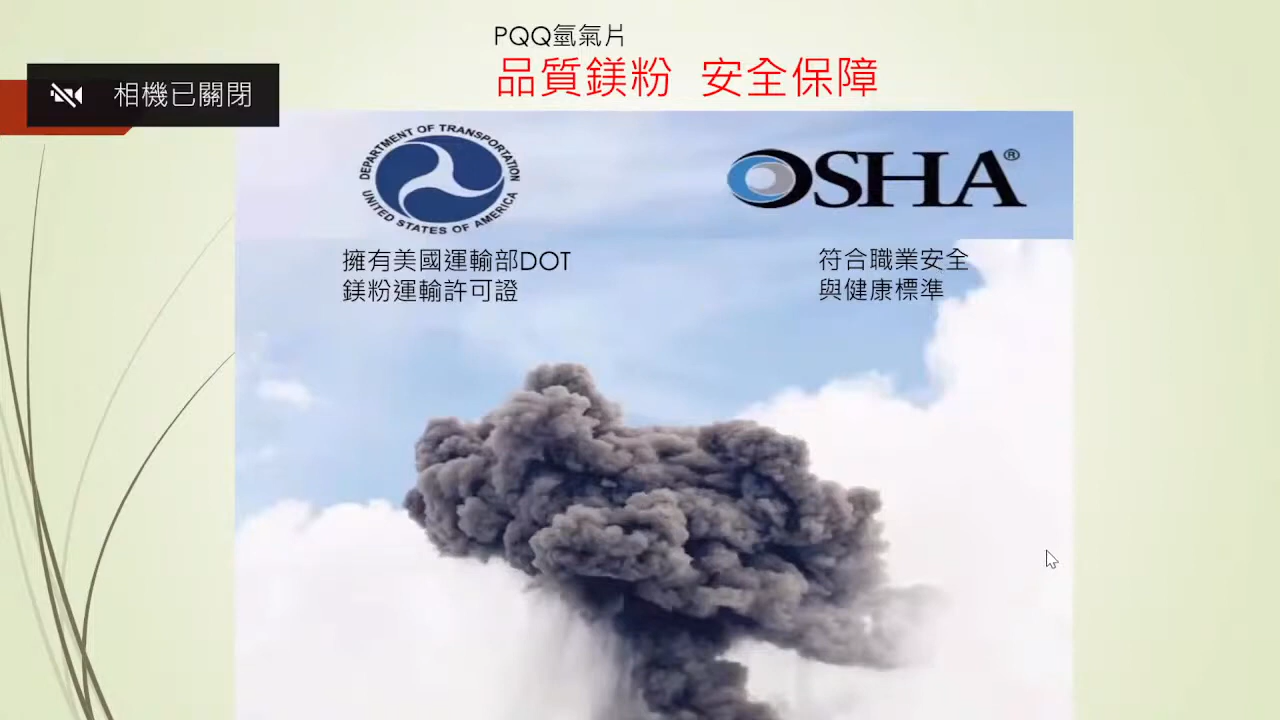 PQQ氫氣片
品質鎂粉 安全保障
相機已關閉
DEPARTMENT OF TRANSPORTATION
UNITED STATES OF AMERICA
OSHA®
擁有美國運輸部DOT
鎂粉運輸許可證
符合職業安全
與健康標準